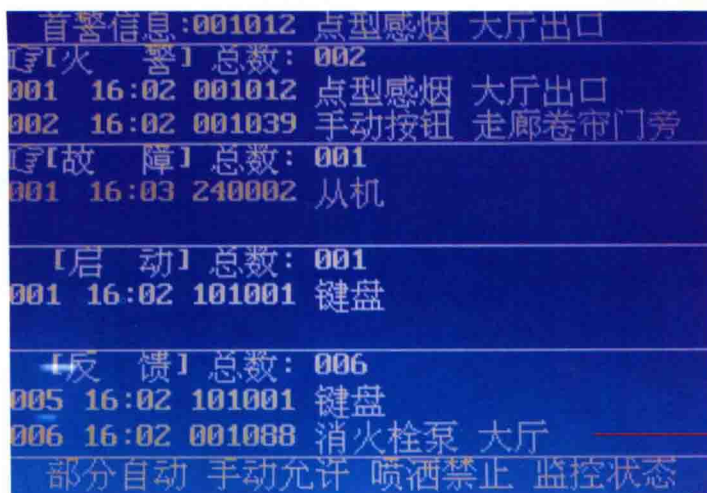 首警信息:001012 点型感烟 大厅出口
☞[火 警] 总数: 002
001 16:02 001012 点型感烟 大厅出口
002 16:02 001039 手动按钮 走廊卷帘门旁
☞[故 障] 总数: 001
001 16:03 240002 从机
[启 动] 总数: 001
001 16:02 101001 键盘
[反 馈] 总数: 006
005 16:02 101001 键盘
006 16:02 001088 消火栓泵 大厅
部分自动 手动允许 喷洒禁止 监控状态